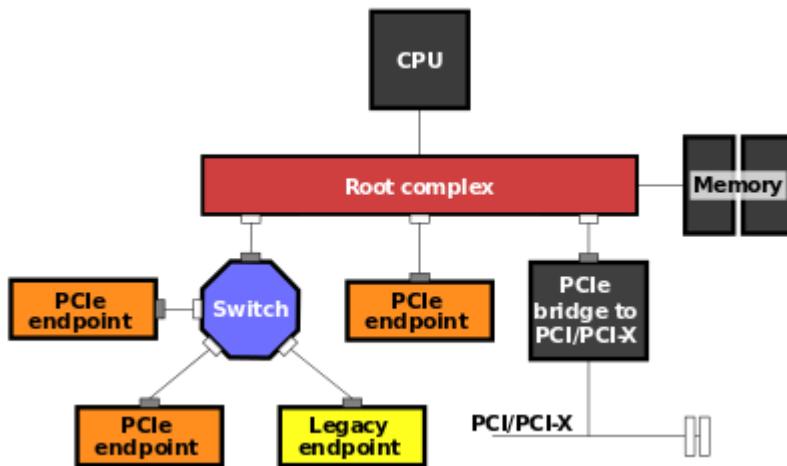 CPU
Root complex
Memory
PCIe
endpoint
Switch
PCIe
endpoint
PCIe
bridge to
PCI/PCI-X
PCIe
endpoint
Legacy
endpoint
PCI/PCI-X